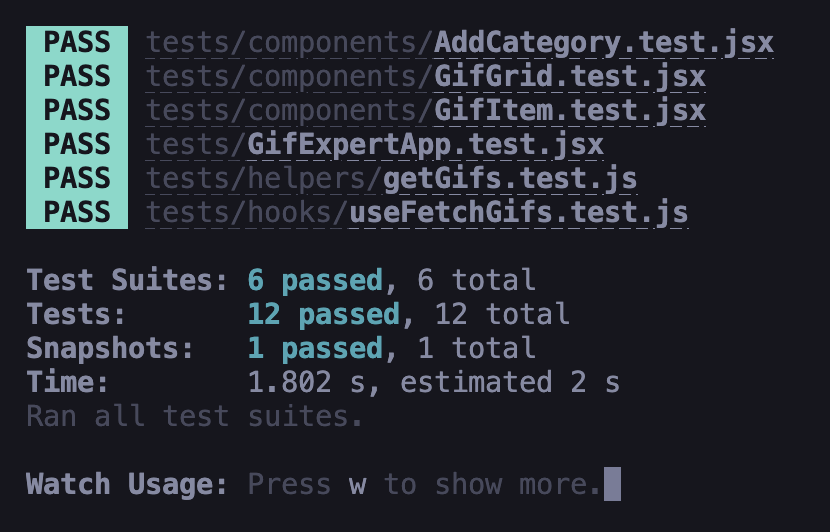 PASS tests/components/AddCategory.test.jsx
PASS tests/components/GifGrid.test.jsx
PASS tests/components/GifItem.test.jsx
PASS tests/GifExpertApp.test.jsx
PASS tests/helpers/getGifs.test.js
PASS tests/hooks/useFetchGifs.test.js
Test Suites: 6 passed, 6 total
Tests: 12 passed, 12 total
Snapshots: 1 passed, 1 total
Time: 1.802 s, estimated 2 s
Ran all test suites.
Watch Usage: Press w to show more.